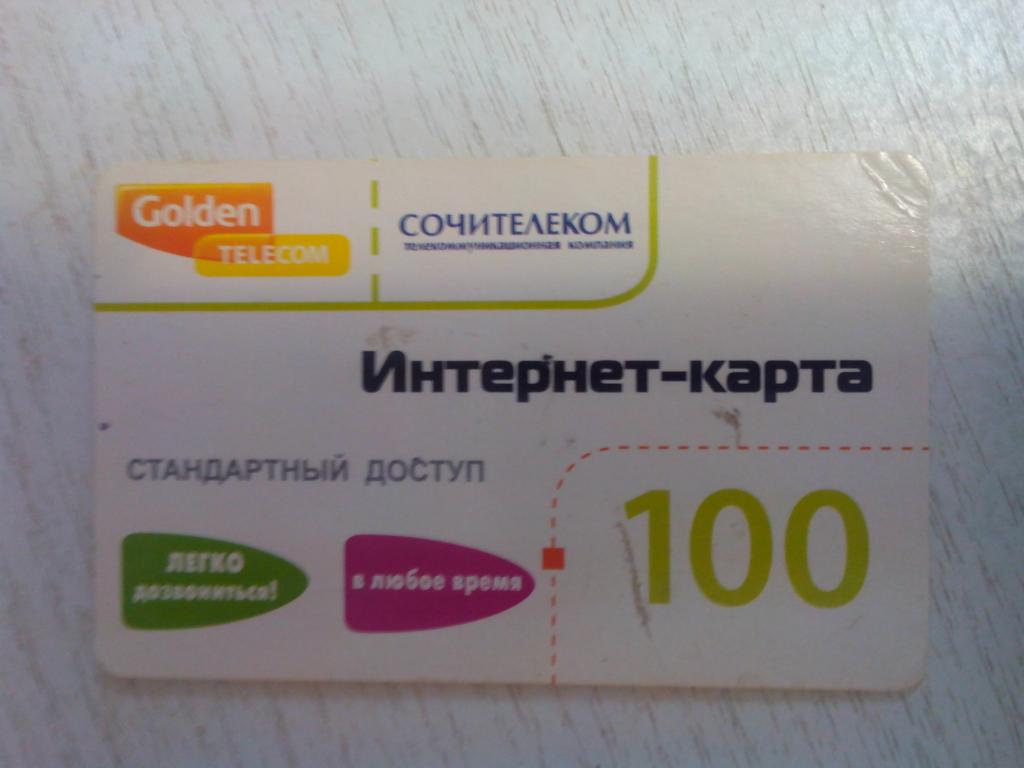 Golden
TELECOM
СОЧИТЕЛЕКОМ
телекоммуникационная компания
Интернет-карта
СТАНДАРТНЫЙ ДОСТУП
ЛЕГКО
дозвониться!
в любое время
100